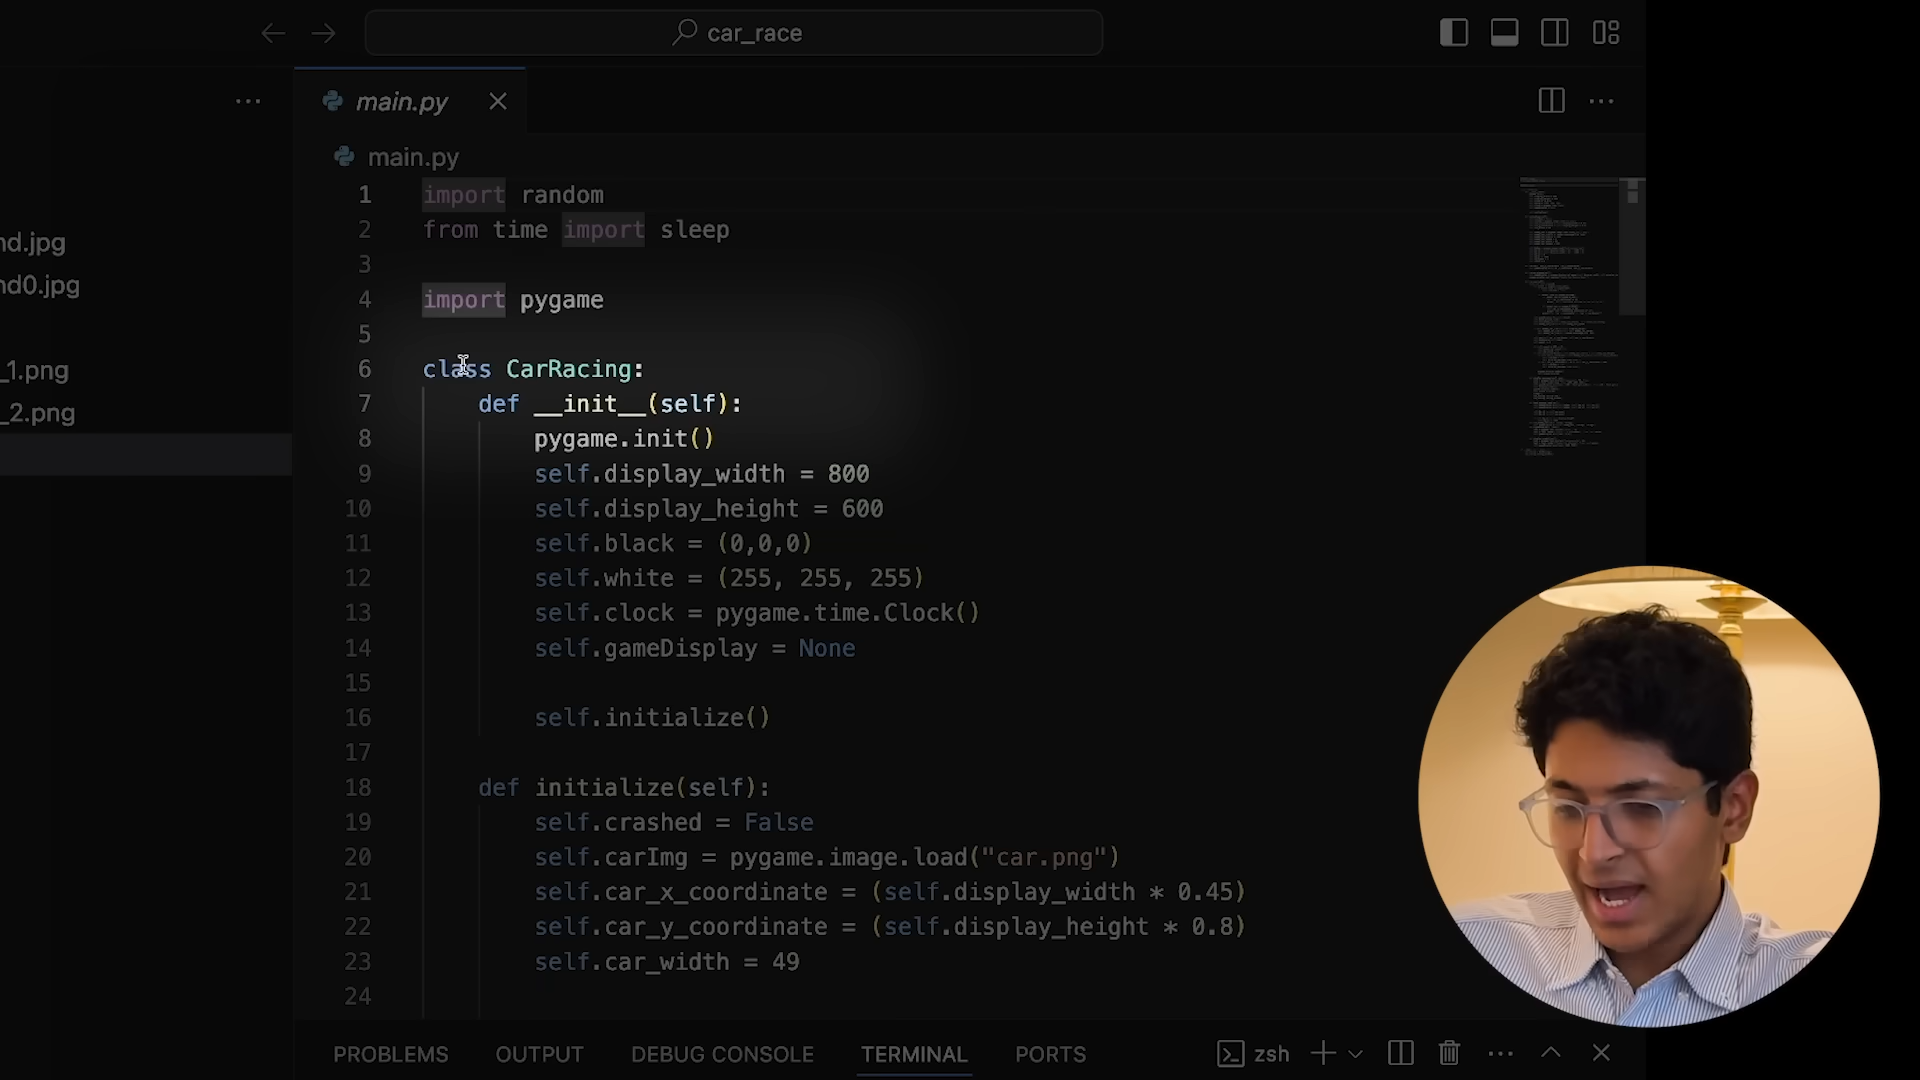 car_race
main.py
main.py
nd.jpg
nd0.jpg
_1.png
_2.png
1 import random
2 from time import sleep
3
4 import pygame
5
6 class CarRacing:
7 def __init__(self):
8 pygame.init()
9 self.display_width = 800
10 self.display_height = 600
11 self.black = (0,0,0)
12 self.white = (255, 255, 255)
13 self.clock = pygame.time.Clock()
14 self.gameDisplay = None
15
16 self.initialize()
17
18 def initialize(self):
19 self.crashed = False
20 self.carImg = pygame.image.load("car.png")
21 self.car_x_coordinate = (self.display_width * 0.45)
22 self.car_y_coordinate = (self.display_height * 0.8)
23 self.car_width = 49
24
PROBLEMS OUTPUT DEBUG CONSOLE TERMINAL PORTS zsh